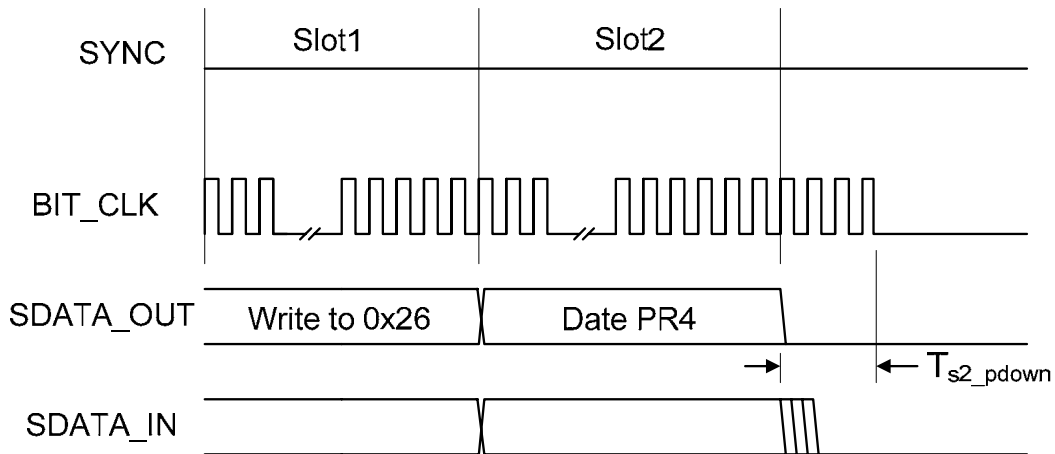 SYNC
Slot1
Slot2
BIT_CLK
SDATA_OUT
Write to 0x26
Date PR4
Ts2_pdown
SDATA_IN